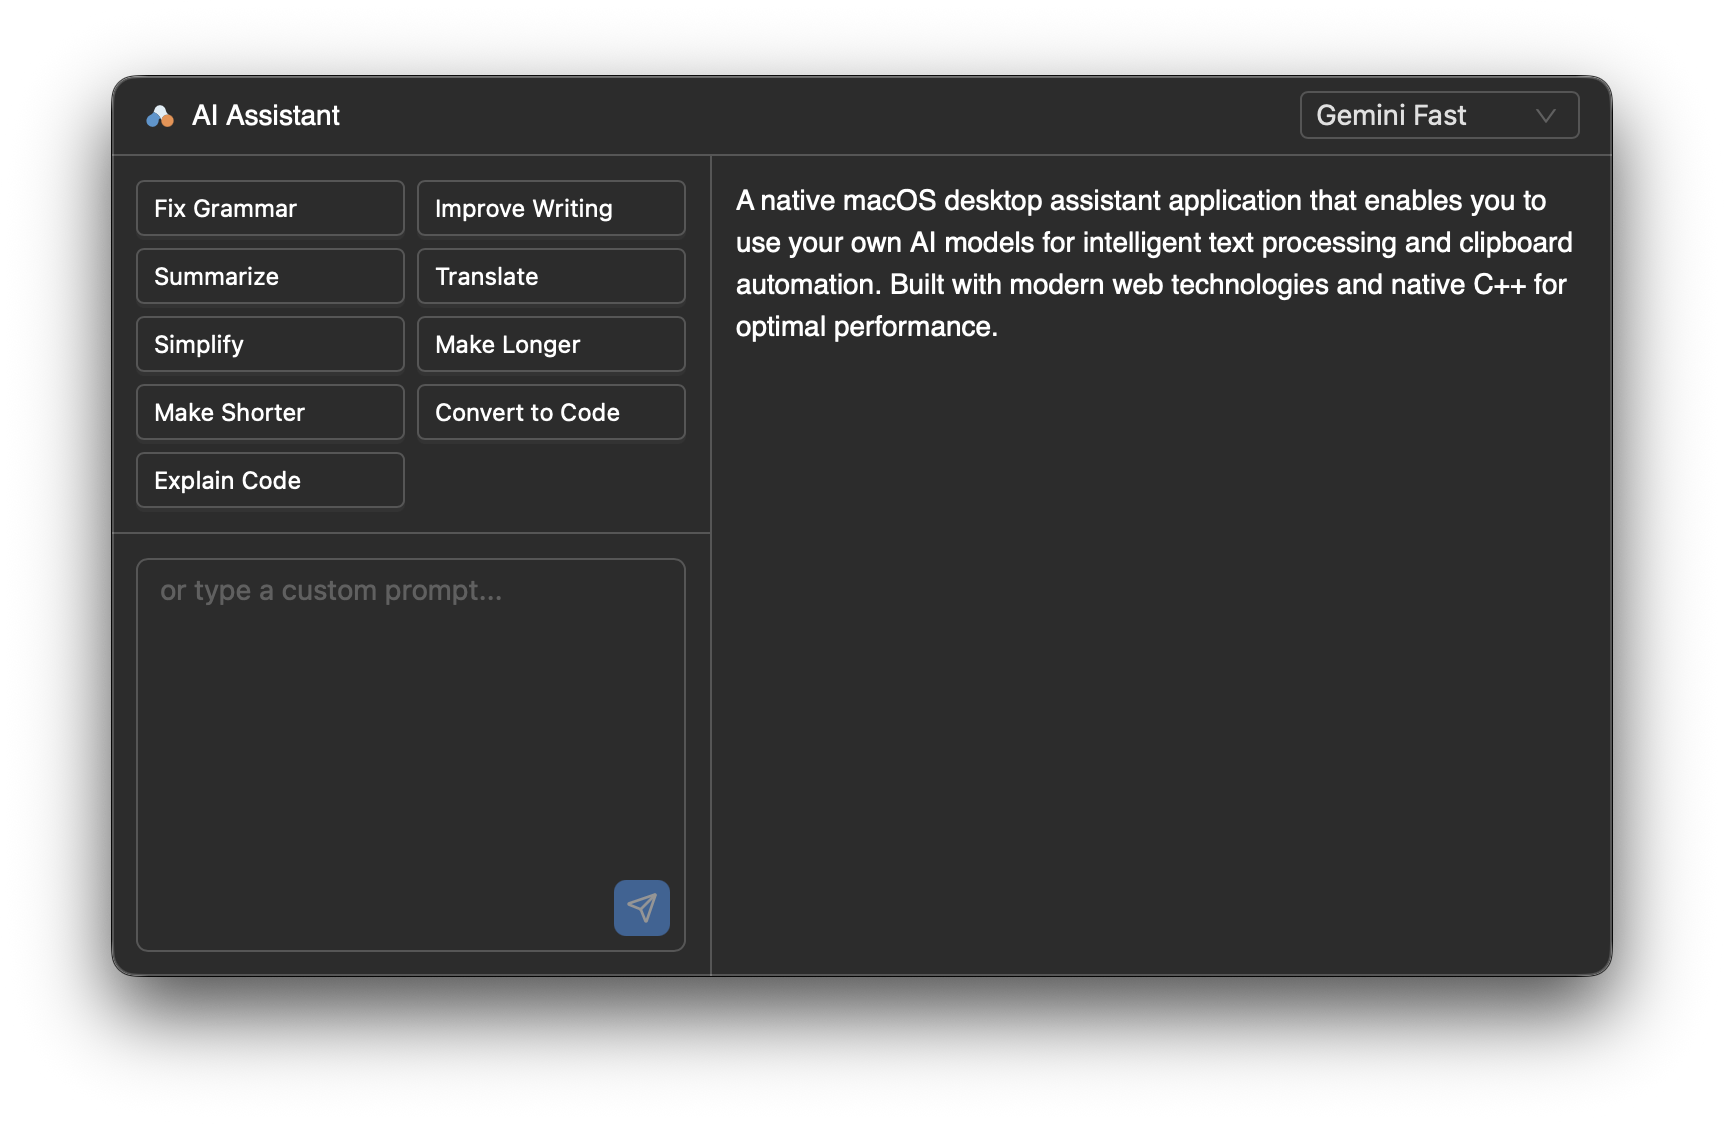 AI Assistant
Gemini Fast
Fix Grammar
Improve Writing
Summarize
Translate
Simplify
Make Longer
Make Shorter
Convert to Code
Explain Code
or type a custom prompt...
A native macOS desktop assistant application that enables you to
use your own AI models for intelligent text processing and clipboard
automation. Built with modern web technologies and native C++ for
optimal performance.